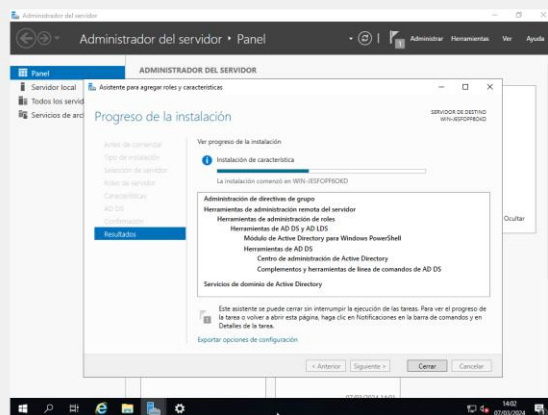 Administrador del servidor
Administrador del servidor • Panel
1
Administrar Herramientas Ver Ayuda
Panel
Servidor local
Todos los servid
Servicios de arc
ADMINISTRADOR DEL SERVIDOR
Asistente para agregar roles y características
Progreso de la instalación
SERVIDOR DE DESTINO
Antes de comenzar
Tipo de instalación
Selección de servidor
Roles de servidor
Características
AD DS
Confirmación
Resultados
Ver progreso de la instalación
Instalación de característica
La instalación comenzó en
Administración de directivas de grupo
Herramientas de administración remota del servidor
Herramientas de administración de roles
Herramientas de AD DS y AD LDS
Módulo de Active Directory para Windows PowerShell
Herramientas de AD DS
Centro de administración de Active Directory
Complementos y herramientas de línea de comandos de AD DS
Servicios de dominio de Active Directory
Este asistente se puede cerrar sin interrumpir la ejecución de las tareas. Para ver el progreso de
la tarea o volver a abrir esta página, haga clic en Notificaciones en la barra de comandos y en
Detalles de la tarea.
Exportar opciones de configuración
< Anterior Siguiente > Cerrar Cancelar
Ocultar
14:02
07/03/2024